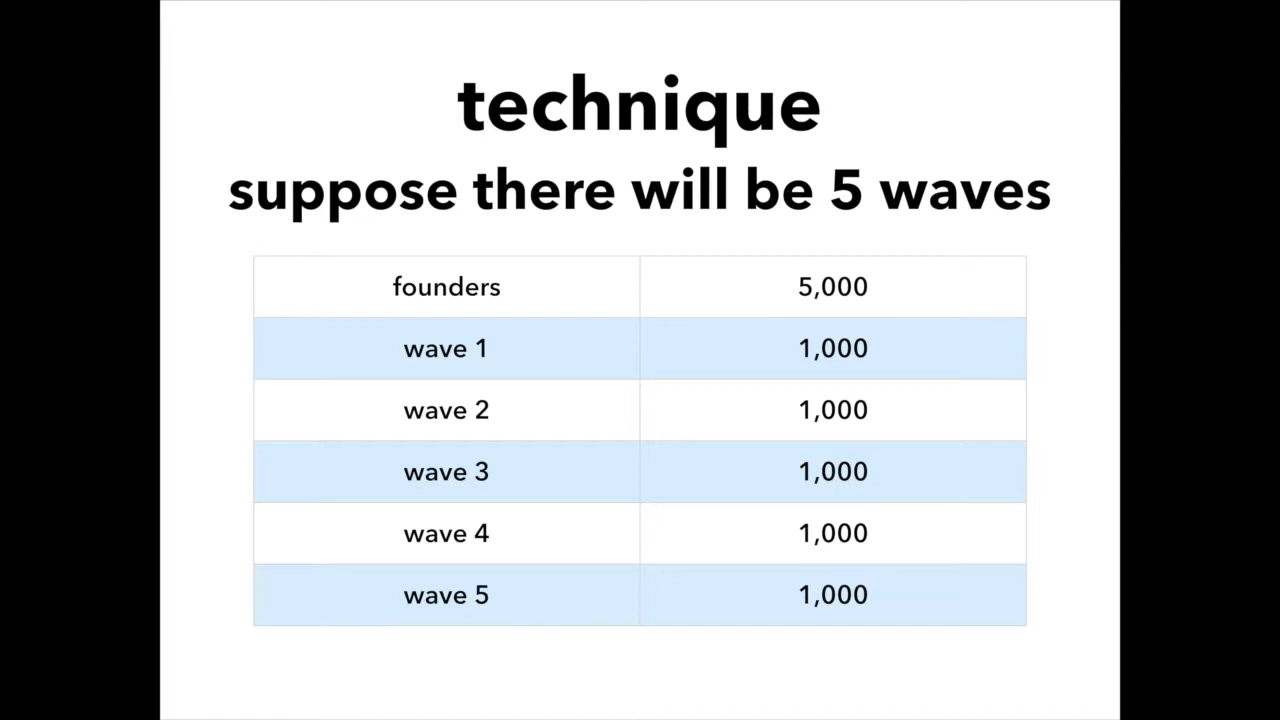 technique
suppose there will be 5 waves
founders 5,000
wave 1 1,000
wave 2 1,000
wave 3 1,000
wave 4 1,000
wave 5 1,000